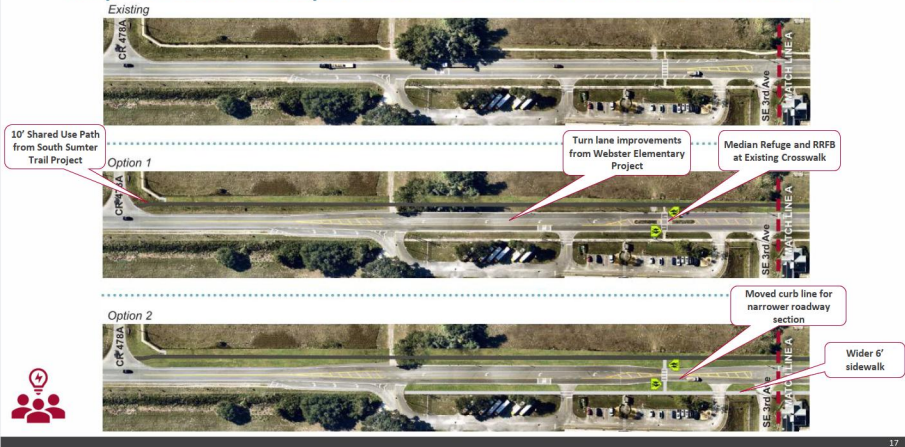 Existing
CR 478A
SE 3rd Ave
MATCH LINE A
10' Shared Use Path
from South Sumter
Trail Project
Option 1
Turn lane improvements
from Webster Elementary
Project
Median Refuge and RRFB
at Existing Crosswalk
CR 478A
SE 3rd Ave
MATCH LINE A
Option 2
Moved curb line for
narrower roadway
section
CR 478A
Wider 6'
sidewalk
SE 3rd Ave
MATCH LINE A
17